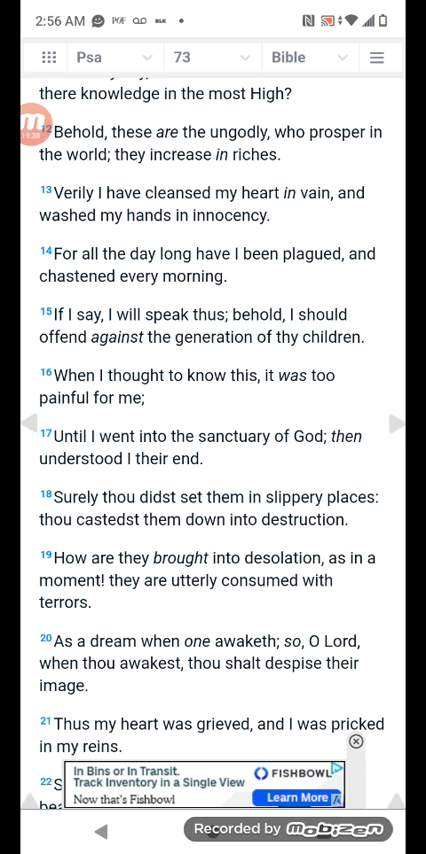 2:56 AM POF
Psa 73 Bible
there knowledge in the most High?
19:38
12 Behold, these are the ungodly, who prosper in
the world; they increase in riches.
13 Verily I have cleansed my heart in vain, and
washed my hands in innocency.
14 For all the day long have I been plagued, and
chastened every morning.
15 If I say, I will speak thus; behold, I should
offend against the generation of thy children.
16 When I thought to know this, it was too
painful for me;
17 Until I went into the sanctuary of God; then
understood I their end.
18 Surely thou didst set them in slippery places:
thou castedst them down into destruction.
19 How are they brought into desolation, as in a
moment! they are utterly consumed with
terrors.
20 As a dream when one awaketh; so, O Lord,
when thou awakest, thou shalt despise their
image.
21 Thus my heart was grieved, and I was pricked
in my reins.
22 S
In Bins or In Transit.
Track Inventory in a Single View
Now that's Fishbowl
FISHBOWL
Learn More
Recorded by mobizen